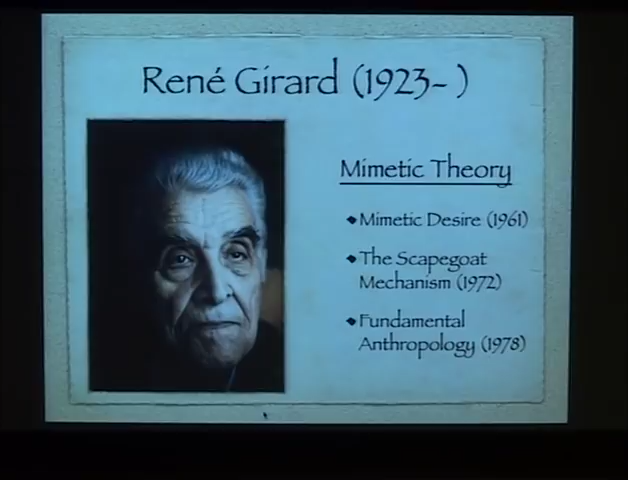 René Girard (1923- )
Mimetic Theory
Mimetic Desire (1961)
The Scapegoat
Mechanism (1972)
Fundamental
Anthropology (1978)